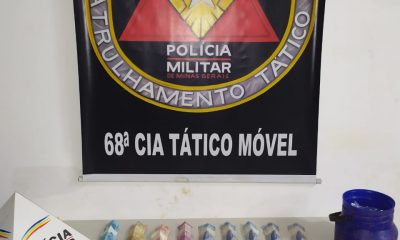 PATRULHAMENTO TÁTICO
POLÍCIA
MILITAR
DE MINAS GERAIS
68ª CIA TÁTICO MÓVEL